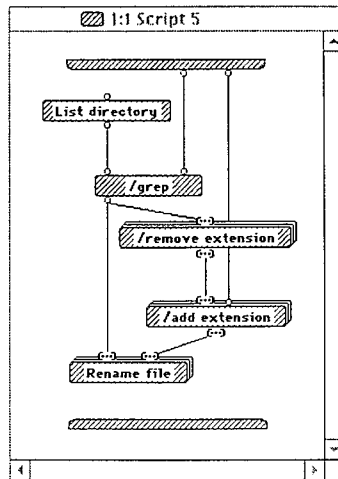 1:1 Script 5
List directory
/grep
/remove extension
/add extension
Rename file